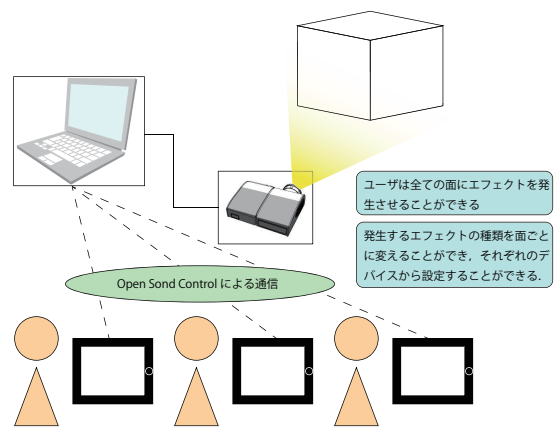 ユーザは全ての面にエフェクトを発
生させることができる
発生するエフェクトの種類を面ごと
に変えることができ，それぞれのデ
バイスから設定することができる．
Open Sond Control による通信